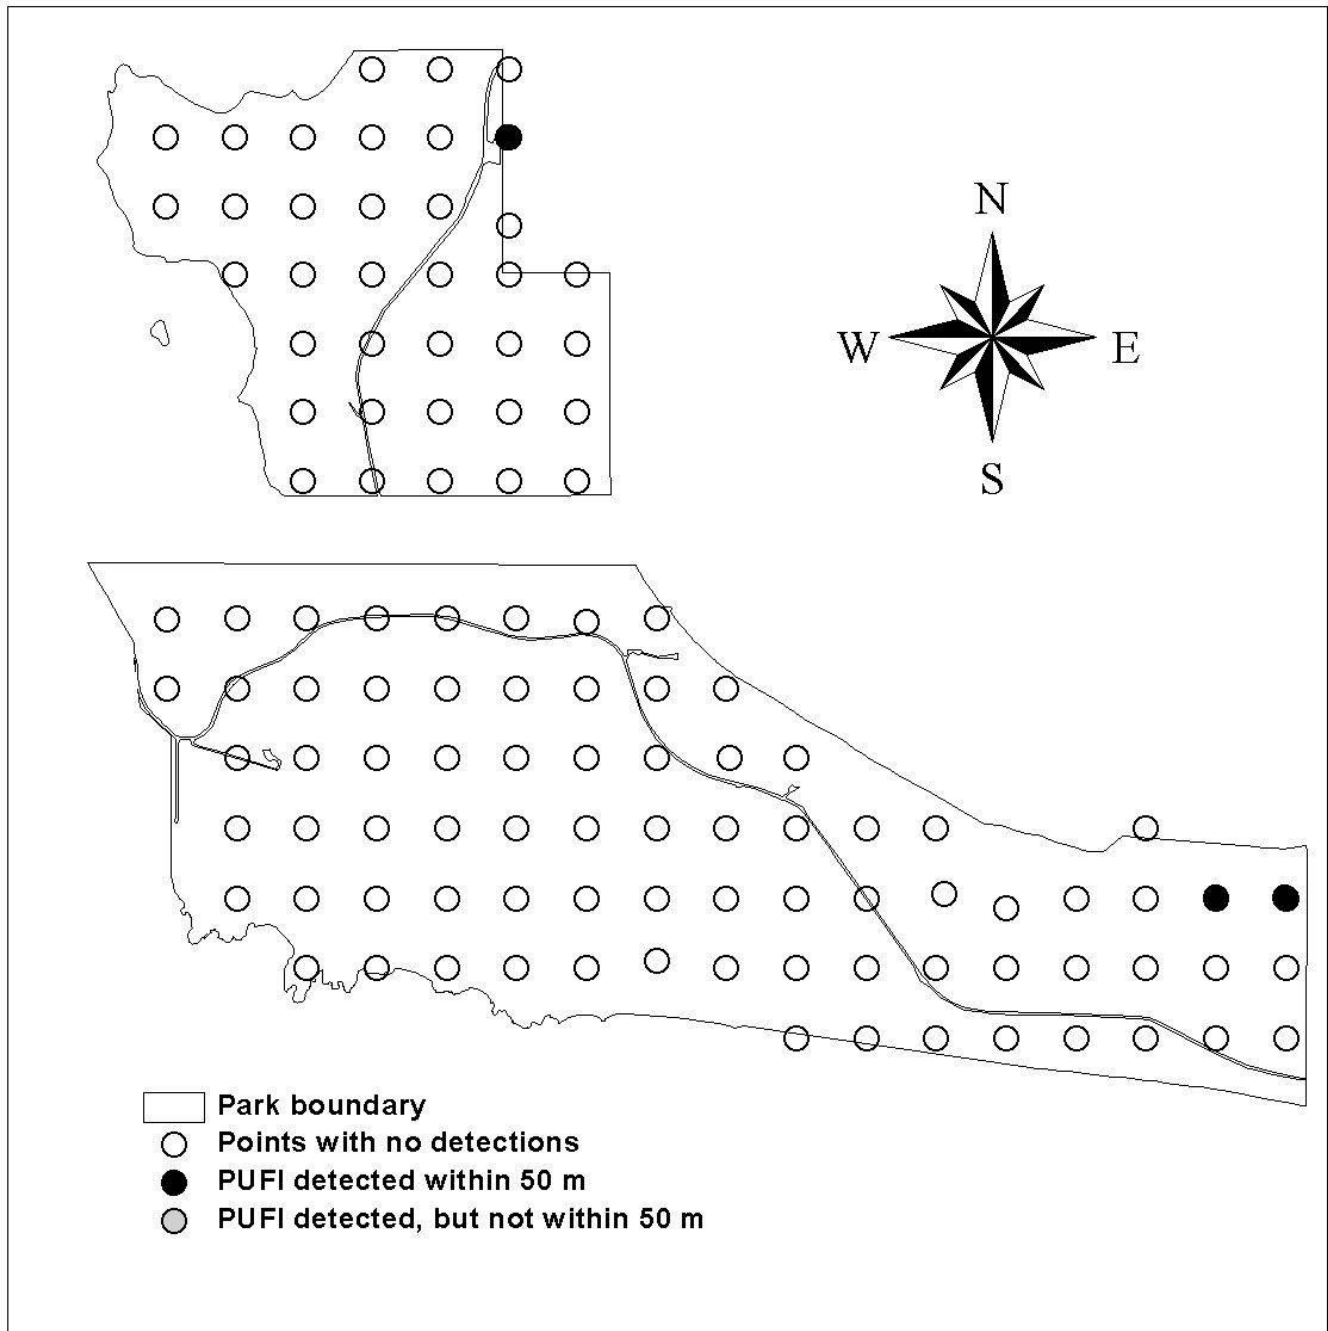 N
W E
S
Park boundary
Points with no detections
PUFI detected within 50 m
PUFI detected, but not within 50 m